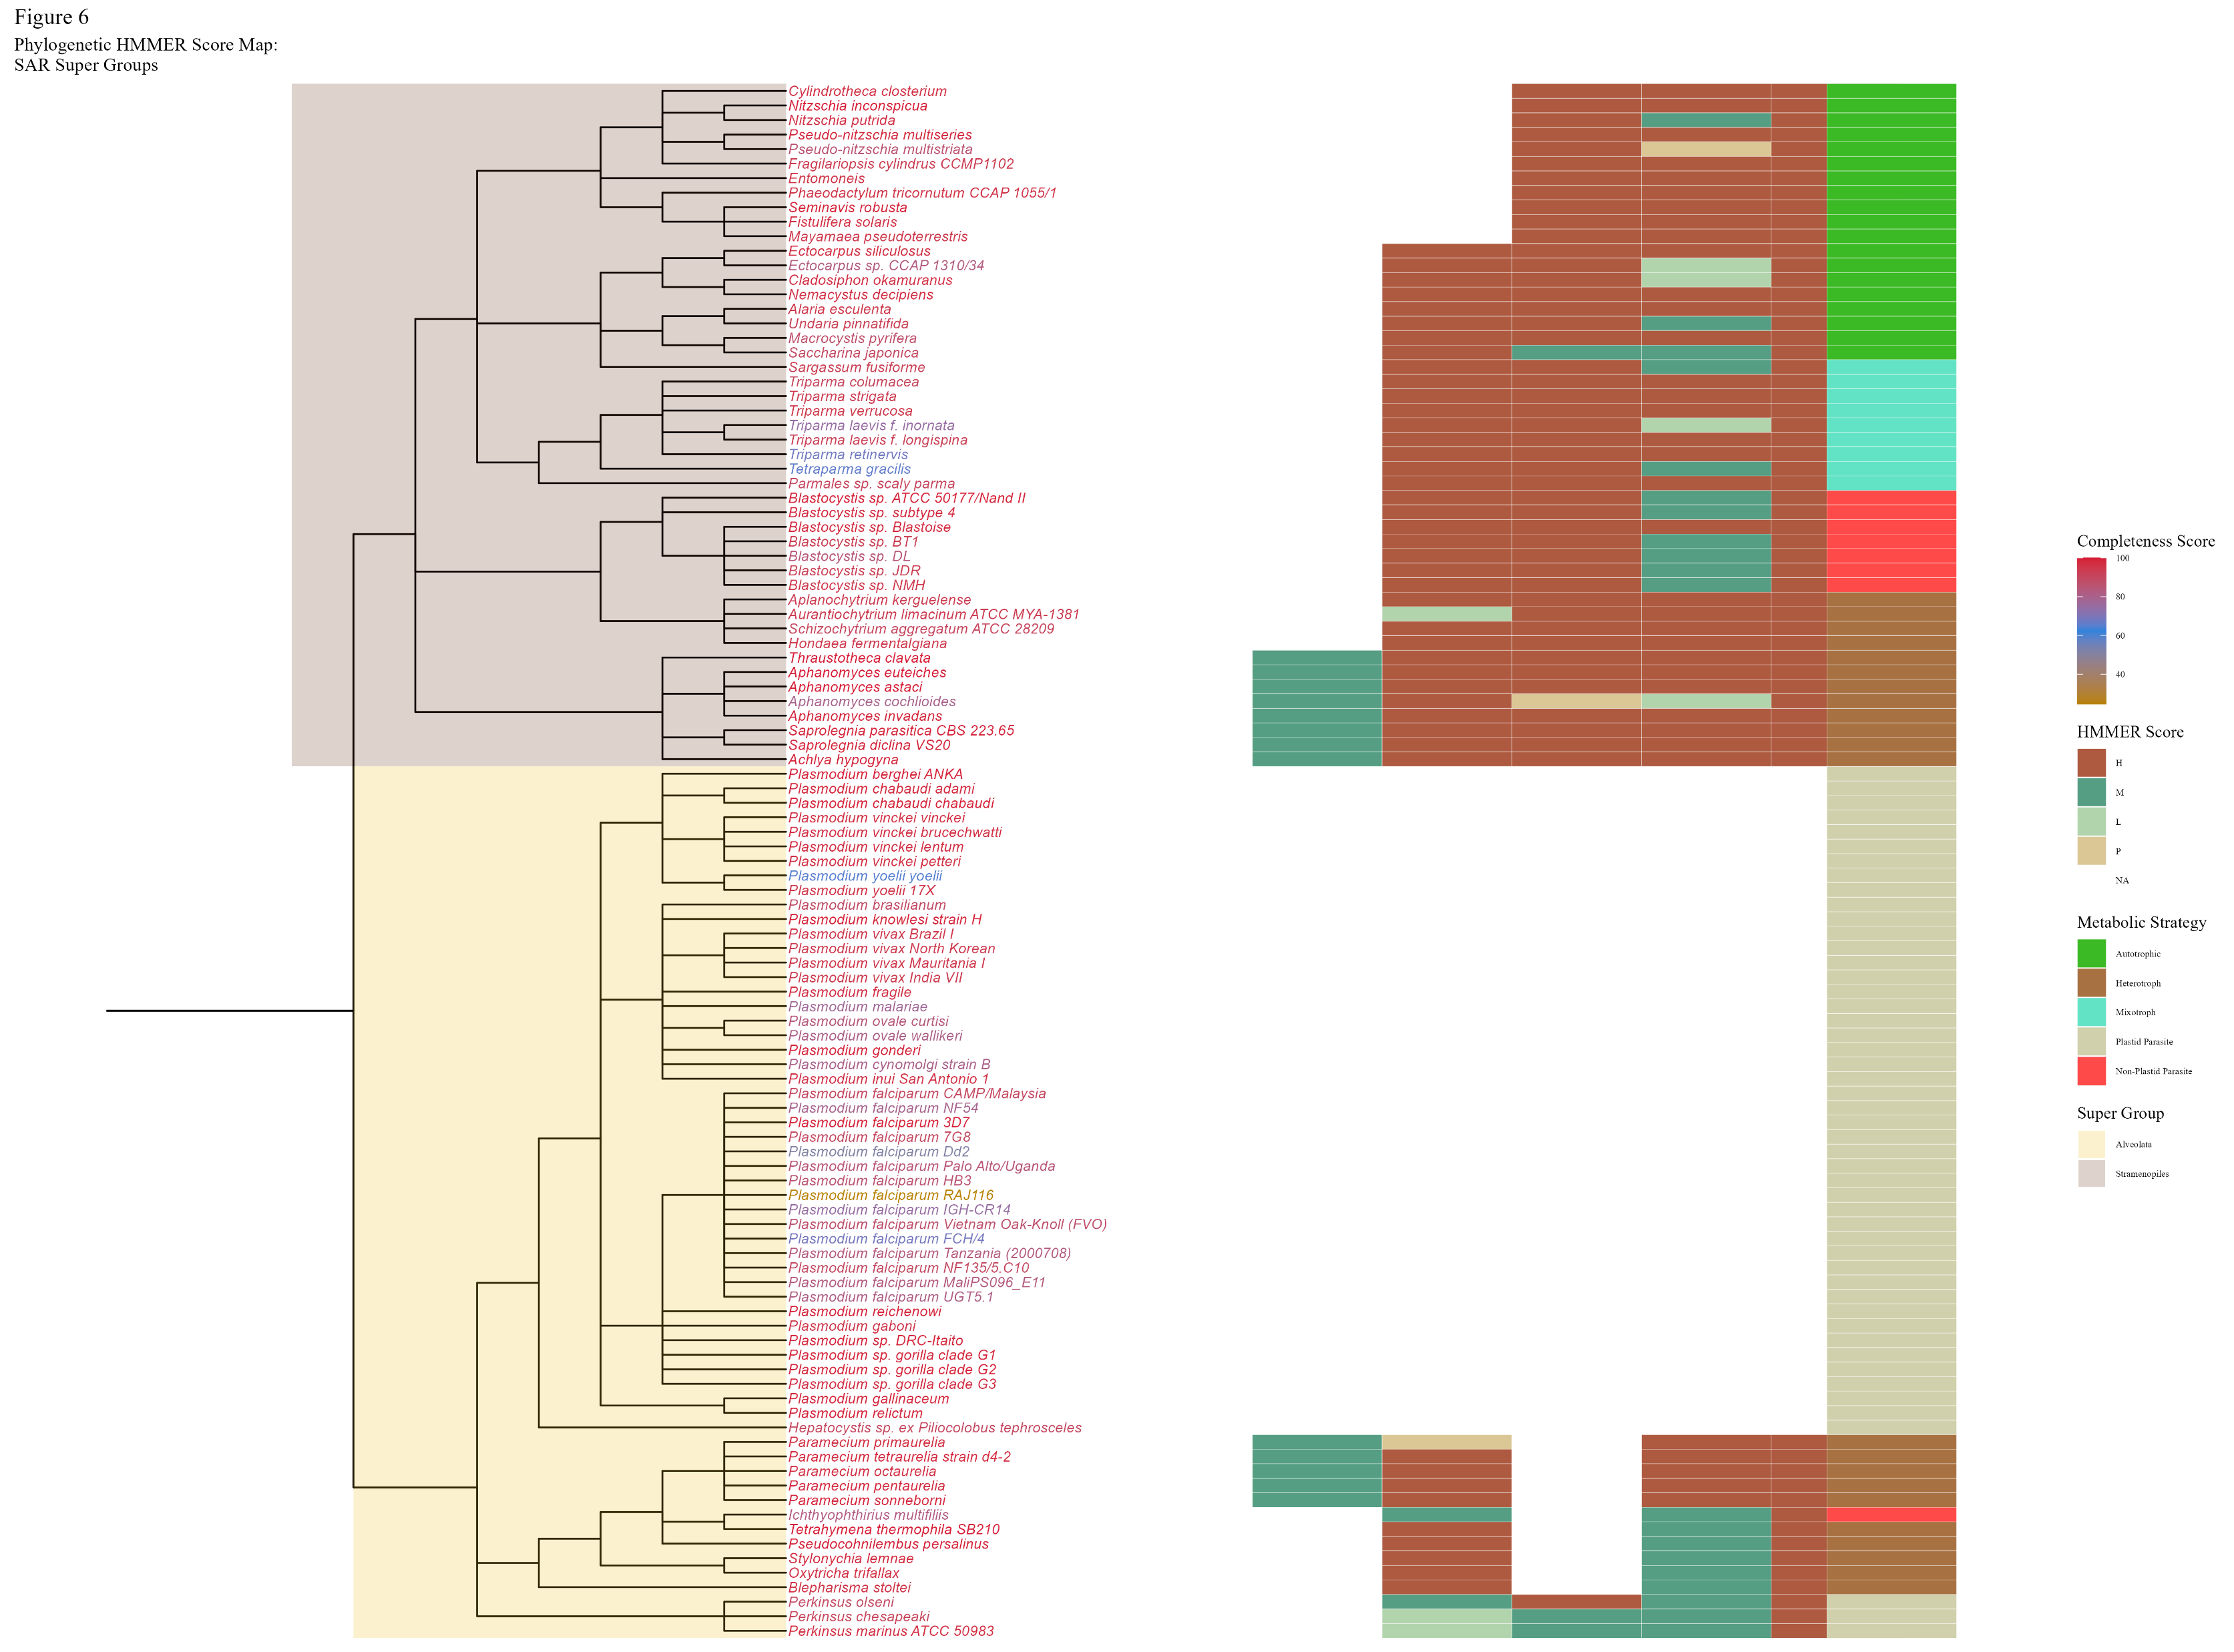 Figure 6
Phylogenetic HMMER Score Map:
SAR Super Groups
Cylindrotheca closterium
Nitzschia inconspicua
Nitzschia putrida
Pseudo-nitzschia multiseries
Pseudo-nitzschia multistriata
Fragilariopsis cylindrus CCMP1102
Entomoneis
Phaeodactylum tricornutum CCAP 1055/1
Seminavis robusta
Fistulifera solaris
Mayamaea pseudoterrestris
Ectocarpus siliculosus
Ectocarpus sp. CCAP 1310/34
Cladosiphon okamuranus
Nemacystus decipiens
Alaria esculenta
Undaria pinnatifida
Macrocystis pyrifera
Saccharina japonica
Sargassum fusiforme
Triparma columacea
Triparma strigata
Triparma verrucosa
Triparma laevis f. inornata
Triparma laevis f. longispina
Triparma retinervis
Tetraparma gracilis
Parmales sp. scaly parma
Blastocystis sp. ATCC 50177/Nand II
Blastocystis sp. subtype 4
Blastocystis sp. Blastoise
Blastocystis sp. BT1
Blastocystis sp. DL
Blastocystis sp. JDR
Blastocystis sp. NMH
Aplanochytrium kerguelense
Aurantiochytrium limacinum ATCC MYA-1381
Schizochytrium aggregatum ATCC 28209
Hondaea fermentalgiana
Thraustotheca clavata
Aphanomyces euteiches
Aphanomyces astaci
Aphanomyces cochlioides
Aphanomyces invadans
Saprolegnia parasitica CBS 223.65
Saprolegnia diclina VS20
Achlya hypogyna
Plasmodium berghei ANKA
Plasmodium chabaudi adami
Plasmodium chabaudi chabaudi
Plasmodium vinckei vinckei
Plasmodium vinckei brucechwatti
Plasmodium vinckei lentum
Plasmodium vinckei petteri
Plasmodium yoelii yoelii
Plasmodium yoelii 17X
Plasmodium brasilianum
Plasmodium knowlesi strain H
Plasmodium vivax Brazil I
Plasmodium vivax North Korean
Plasmodium vivax Mauritania I
Plasmodium vivax India VII
Plasmodium fragile
Plasmodium malariae
Plasmodium ovale curtisi
Plasmodium ovale wallikeri
Plasmodium gonderi
Plasmodium cynomolgi strain B
Plasmodium inui San Antonio 1
Plasmodium falciparum CAMP/Malaysia
Plasmodium falciparum NF54
Plasmodium falciparum 3D7
Plasmodium falciparum 7G8
Plasmodium falciparum Dd2
Plasmodium falciparum Palo Alto/Uganda
Plasmodium falciparum HB3
Plasmodium falciparum RAJ116
Plasmodium falciparum IGH-CR14
Plasmodium falciparum Vietnam Oak-Knoll (FVO)
Plasmodium falciparum FCH/4
Plasmodium falciparum Tanzania (2000708)
Plasmodium falciparum NF135/5.C10
Plasmodium falciparum MaliPS096_E11
Plasmodium falciparum UGT5.1
Plasmodium reichenowi
Plasmodium gaboni
Plasmodium sp. DRC-Itaito
Plasmodium sp. gorilla clade G1
Plasmodium sp. gorilla clade G2
Plasmodium sp. gorilla clade G3
Plasmodium gallinaceum
Plasmodium relictum
Hepatocystis sp. ex Piliocolobus tephrosceles
Paramecium primaurelia
Paramecium tetraurelia strain d4-2
Paramecium octaurelia
Paramecium pentaurelia
Paramecium sonneborni
Ichthyophthirius multifiliis
Tetrahymena thermophila SB210
Pseudocohnilembus persalinus
Stylonychia lemnae
Oxytricha trifallax
Blepharisma stoltei
Perkinsus olseni
Perkinsus chesapeaki
Perkinsus marinus ATCC 50983
Completeness Score
100
80
60
40
HMMER Score
H
M
L
P
NA
Metabolic Strategy
Autotrophic
Heterotroph
Mixotroph
Plastid Parasite
Non-Plastid Parasite
Super Group
Alveolata
Stramenopiles